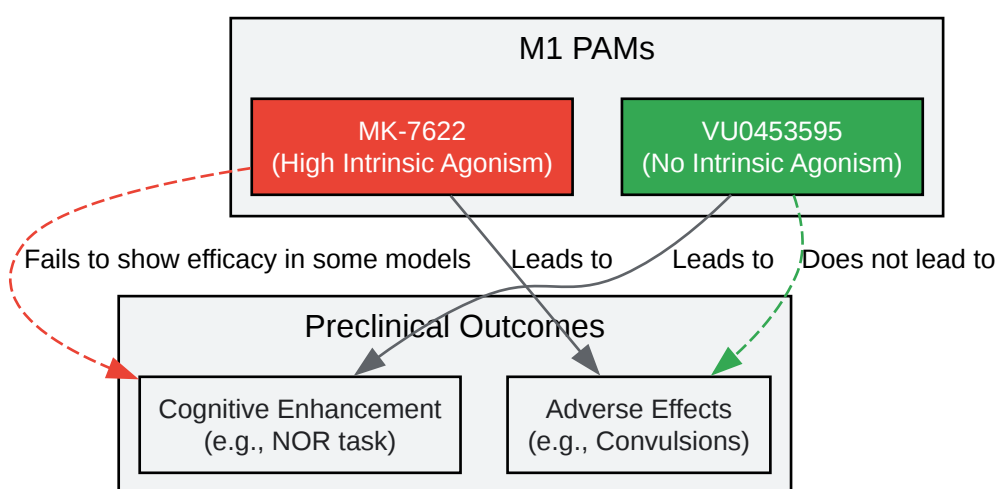 M1 PAMs
MK-7622
(High Intrinsic Agonism)
VU0453595
(No Intrinsic Agonism)
Fails to show efficacy in some models
Leads to
Leads to
Does not lead to
Preclinical Outcomes
Cognitive Enhancement
(e.g., NOR task)
Adverse Effects
(e.g., Convulsions)